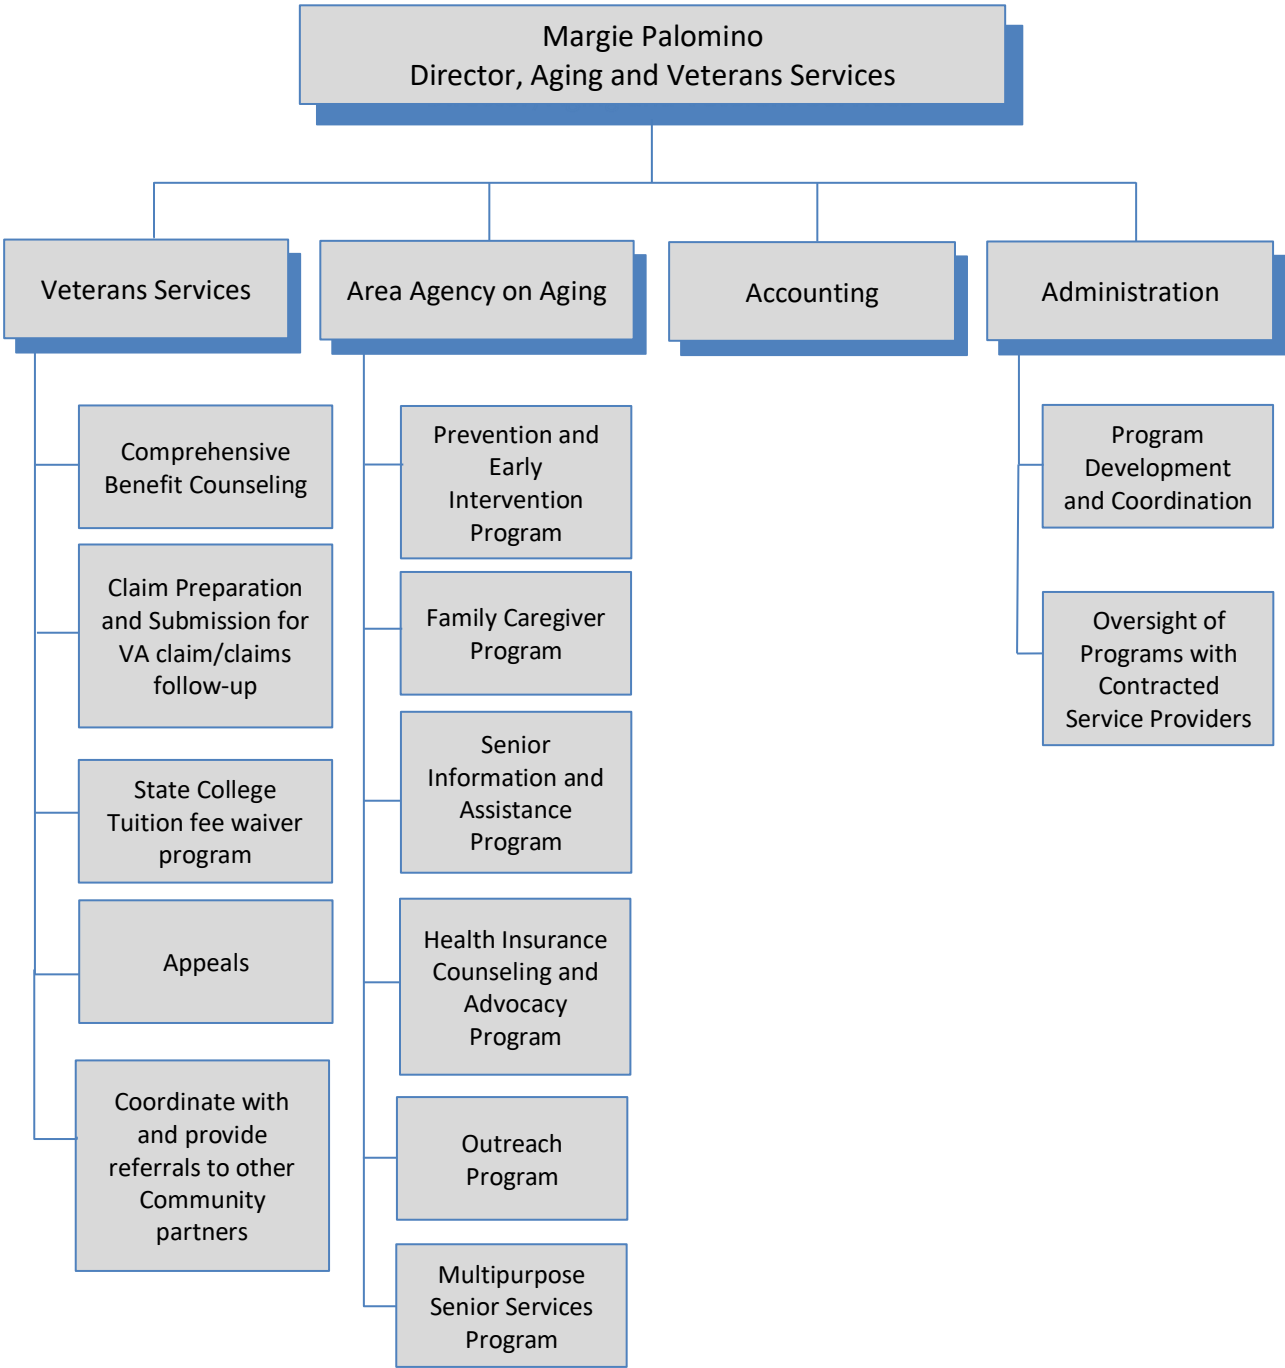 Margie Palomino
Director, Aging and Veterans Services
Veterans Services
Area Agency on Aging
Accounting
Administration
Comprehensive
Benefit Counseling
Claim Preparation
and Submission for
VA claim/claims
follow-up
State College
Tuition fee waiver
program
Appeals
Coordinate with
and provide
referrals to other
Community
partners
Prevention and
Early
Intervention
Program
Family Caregiver
Program
Senior
Information and
Assistance
Program
Health Insurance
Counseling and
Advocacy
Program
Outreach
Program
Multipurpose
Senior Services
Program
Program
Development
and Coordination
Oversight of
Programs with
Contracted
Service Providers